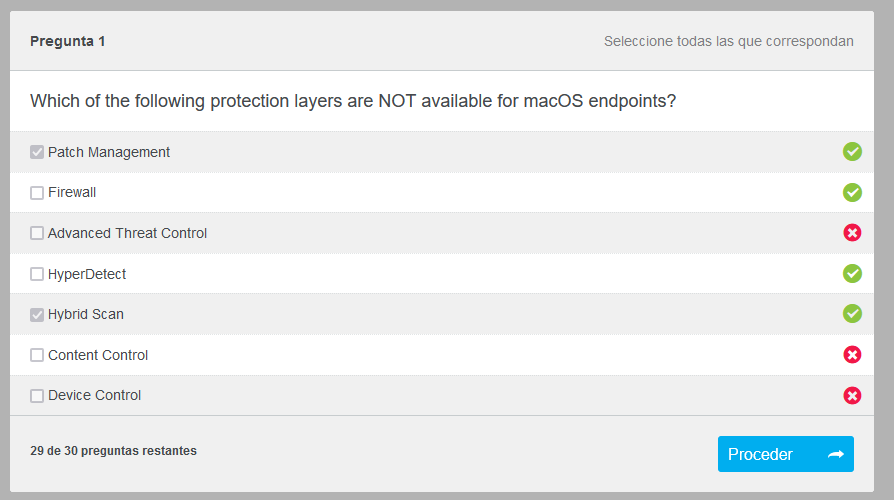 Pregunta 1
Seleccione todas las que correspondan
Which of the following protection layers are NOT available for macOS endpoints?
Patch Management
Firewall
Advanced Threat Control
HyperDetect
Hybrid Scan
Content Control
Device Control
29 de 30 preguntas restantes
Proceder